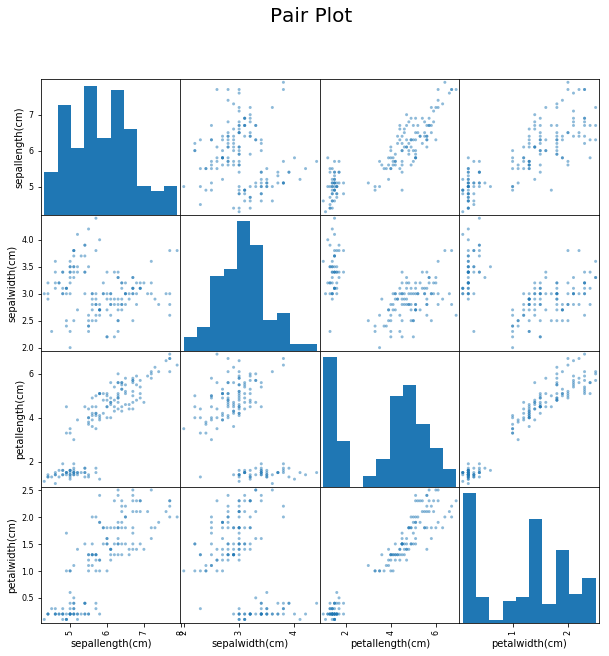 Pair Plot
sepallength(cm)
7
6
5
sepalwidth(cm)
4.0
3.5
3.0
2.5
2.0
petallength(cm)
6
4
2
petalwidth(cm)
2.5
2.0
1.5
1.0
0.5
5 6 7 8 2 3 4 2 4 6 1 2
sepallength(cm) sepalwidth(cm) petallength(cm) petalwidth(cm)